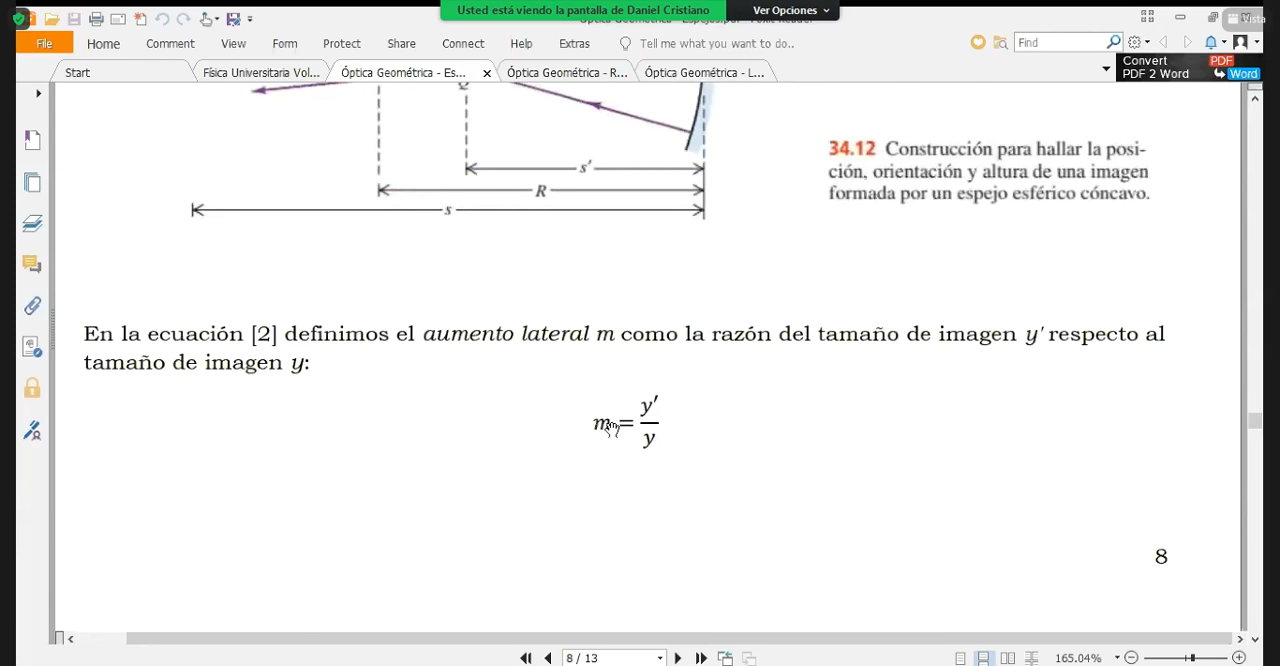 Usted está viendo la pantalla de Daniel Cristiano
Ver Opciones
Vista
File Home Comment View Form Protect Share Connect Help Extras Tell me what you want to do.. Find
Convert PDF
PDF 2 Word Word
Start Física Universitaria Vol... Óptica Geométrica - Es... Óptica Geométrica - R... Óptica Geométrica - L...
s'
R
s
34.12 Construcción para hallar la posi-
ción, orientación y altura de una imagen
formada por un espejo esférico cóncavo.
En la ecuación [2] definimos el aumento lateral m como la razón del tamaño de imagen y' respecto al
tamaño de imagen y:
m = y'/y
8
8 / 13 165.04%